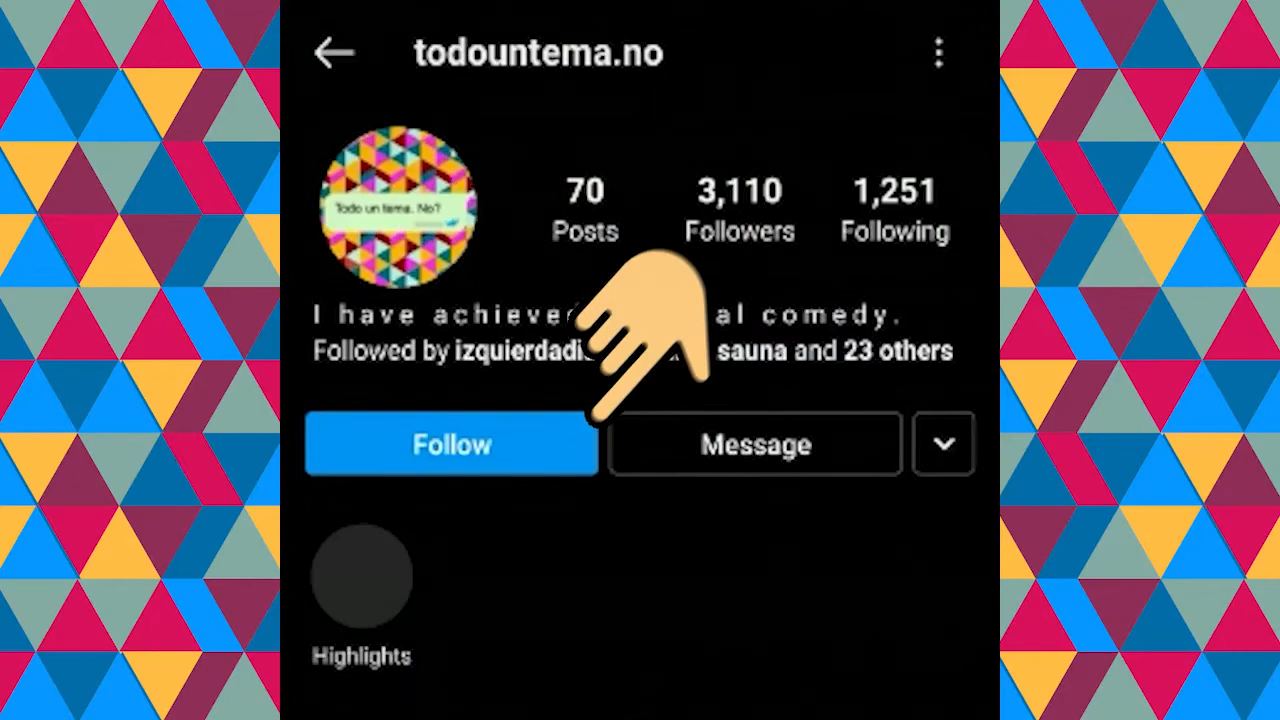 todountema.no
Todo un tema. No?
70
Posts
3,110
Followers
1,251
Following
I have achieve al comedy.
Followed by izquierdadi sauna and 23 others
Follow
Message
Highlights